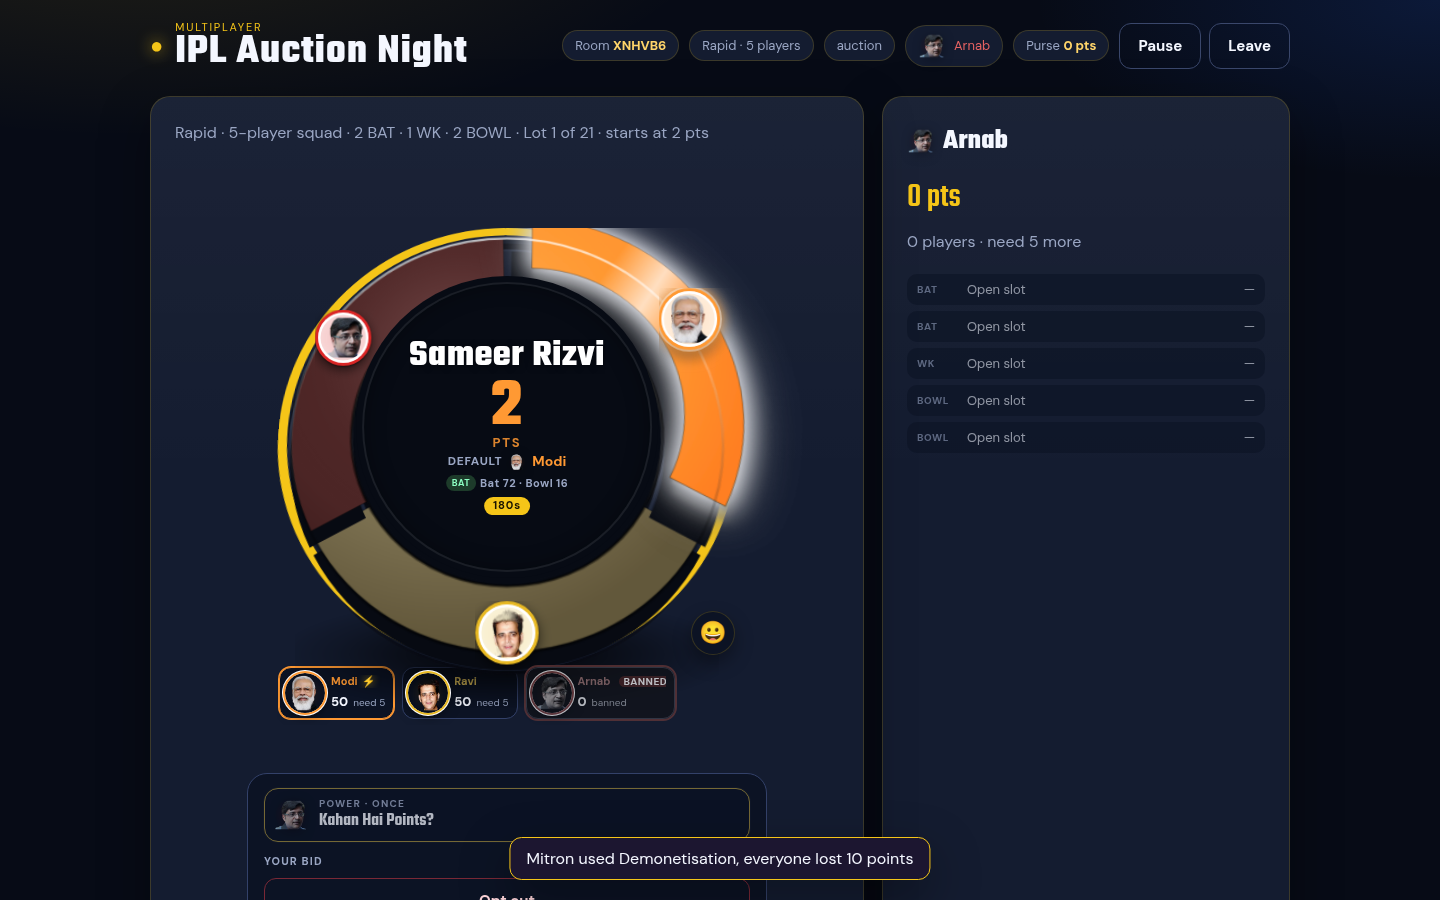 MULTIPLAYER
IPL Auction Night
Room XNHVB6
Rapid · 5 players
auction
Arnab
Purse 0 pts
Pause
Leave
Rapid · 5-player squad · 2 BAT · 1 WK · 2 BOWL · Lot 1 of 21 · starts at 2 pts
Sameer Rizvi
2
PTS
DEFAULT Modi
BAT Bat 72 · Bowl 16
180s
Modi ⚡
50 need 5
Ravi
50 need 5
Arnab BANNED
0 banned
POWER · ONCE
Kahan Hai Points?
YOUR BID
Opt out
Mitron used Demonetisation, everyone lost 10 points
Arnab
0 pts
0 players · need 5 more
BAT Open slot —
BAT Open slot —
WK Open slot —
BOWL Open slot —
BOWL Open slot —